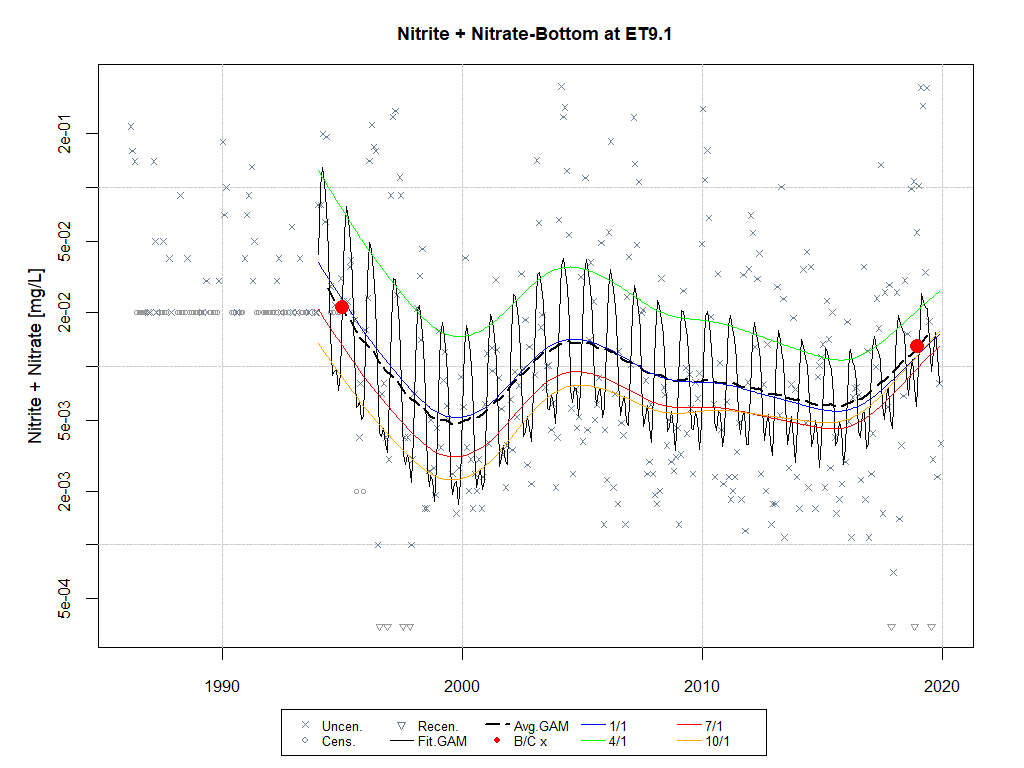 Nitrite + Nitrate-Bottom at ET9.1
Nitrite + Nitrate [mg/L]
2e-01
5e-02
2e-02
5e-03
2e-03
5e-04
1990 2000 2010 2020
Uncen. Recen. Avg.GAM 1/1 7/1
Cens. Fit.GAM B/C x 4/1 10/1